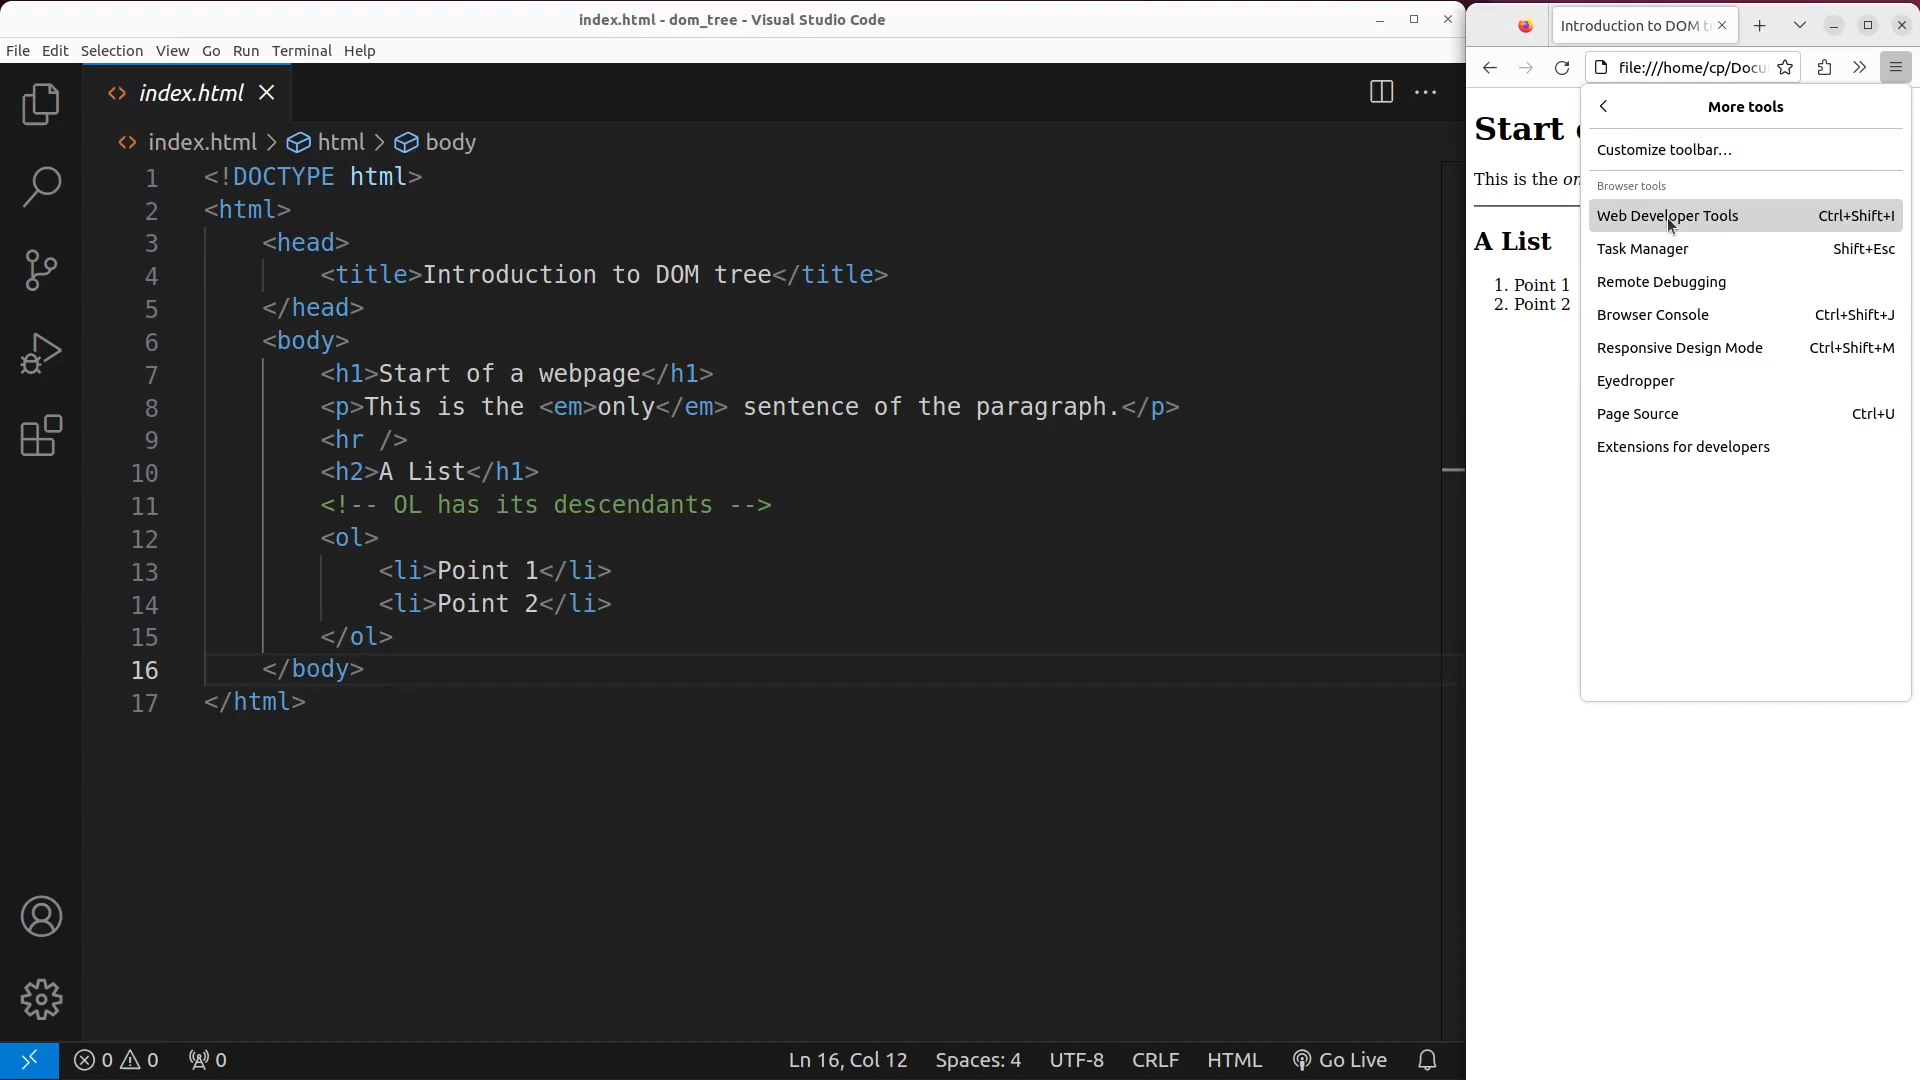 index.html - dom_tree - Visual Studio Code
File Edit Selection View Go Run Terminal Help
index.html
index.html > html > body
1 <!DOCTYPE html>
2 <html>
3 <head>
4 <title>Introduction to DOM tree</title>
5 </head>
6 <body>
7 <h1>Start of a webpage</h1>
8 <p>This is the <em>only</em> sentence of the paragraph.</p>
9 <hr />
10 <h2>A List</h1>
11 <!-- OL has its descendants -->
12 <ol>
13 <li>Point 1</li>
14 <li>Point 2</li>
15 </ol>
16 </body>
17 </html>
0 0 0 Ln 16, Col 12 Spaces: 4 UTF-8 CRLF HTML Go Live
Introduction to DOM t
file:///home/cp/Docu
Start
This is the on
A List
1. Point 1
2. Point 2
More tools
Customize toolbar…
Browser tools
Web Developer Tools Ctrl+Shift+I
Task Manager Shift+Esc
Remote Debugging
Browser Console Ctrl+Shift+J
Responsive Design Mode Ctrl+Shift+M
Eyedropper
Page Source Ctrl+U
Extensions for developers